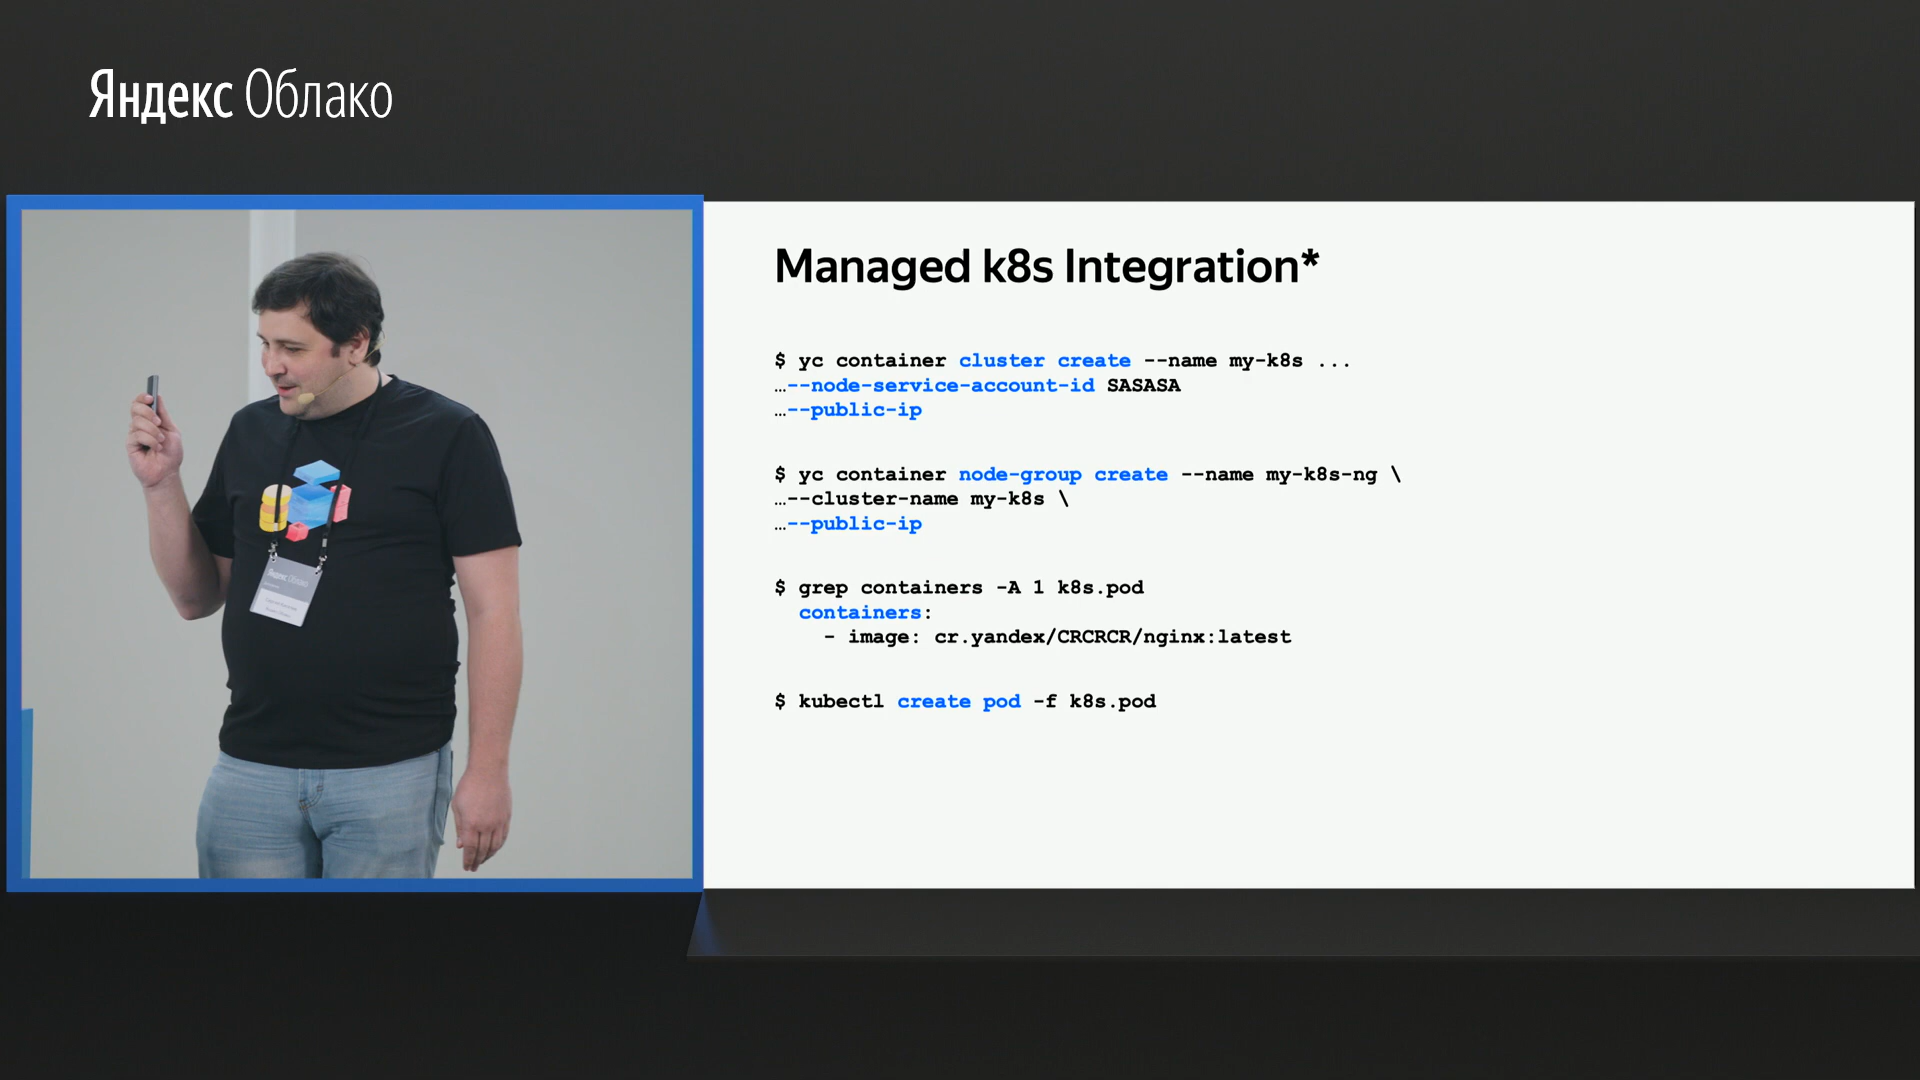 Яндекс Облако
Managed k8s Integration*
$ yc container cluster create --name my-k8s ...
…--node-service-account-id SASASA
…--public-ip
$ yc container node-group create --name my-k8s-ng \
…--cluster-name my-k8s \
…--public-ip
$ grep containers -A 1 k8s.pod
containers:
- image: cr.yandex/CRCRCR/nginx:latest
$ kubectl create pod -f k8s.pod
Яндекс Облако